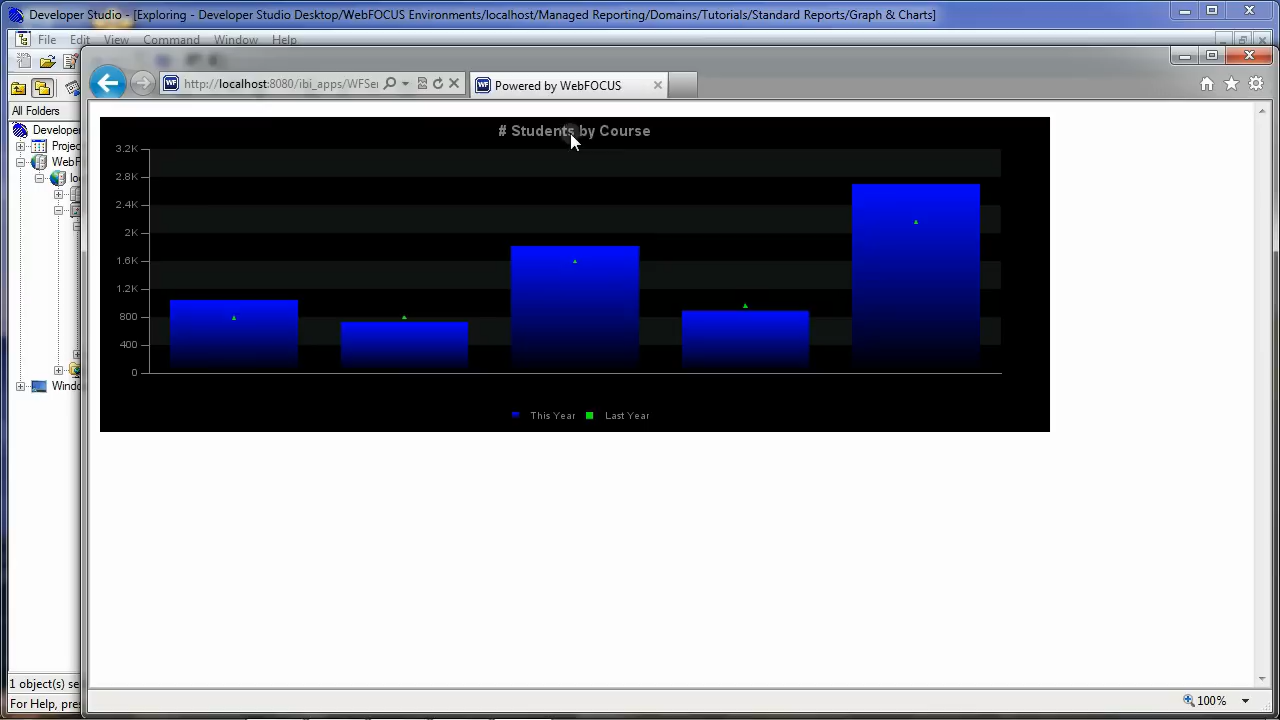 Developer Studio - [Exploring - Developer Studio Desktop/WebFOCUS Environments/localhost/Managed Reporting/Domains/Tutorials/Standard Reports/Graph & Charts]
File Edit View Command Window Help
http://localhost:8080/ibi_apps/WFSer
Powered by WebFOCUS
All Folders
Develope
Projec
WebF
lo
Windo
# Students by Course
3.2K
2.8K
2.4K
2K
1.6K
1.2K
800
400
0
This Year Last Year
1 object(s) se
For Help, pres
100%